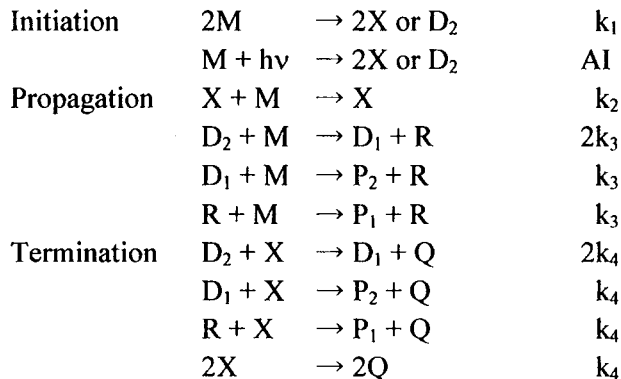 Initiation 2M → 2X or D₂ k₁
M + hν → 2X or D₂ AI
Propagation X + M → X k₂
D₂ + M → D₁ + R 2k₃
D₁ + M → P₂ + R k₃
R + M → P₁ + R k₃
Termination D₂ + X → D₁ + Q 2k₄
D₁ + X → P₂ + Q k₄
R + X → P₁ + Q k₄
2X → 2Q k₄